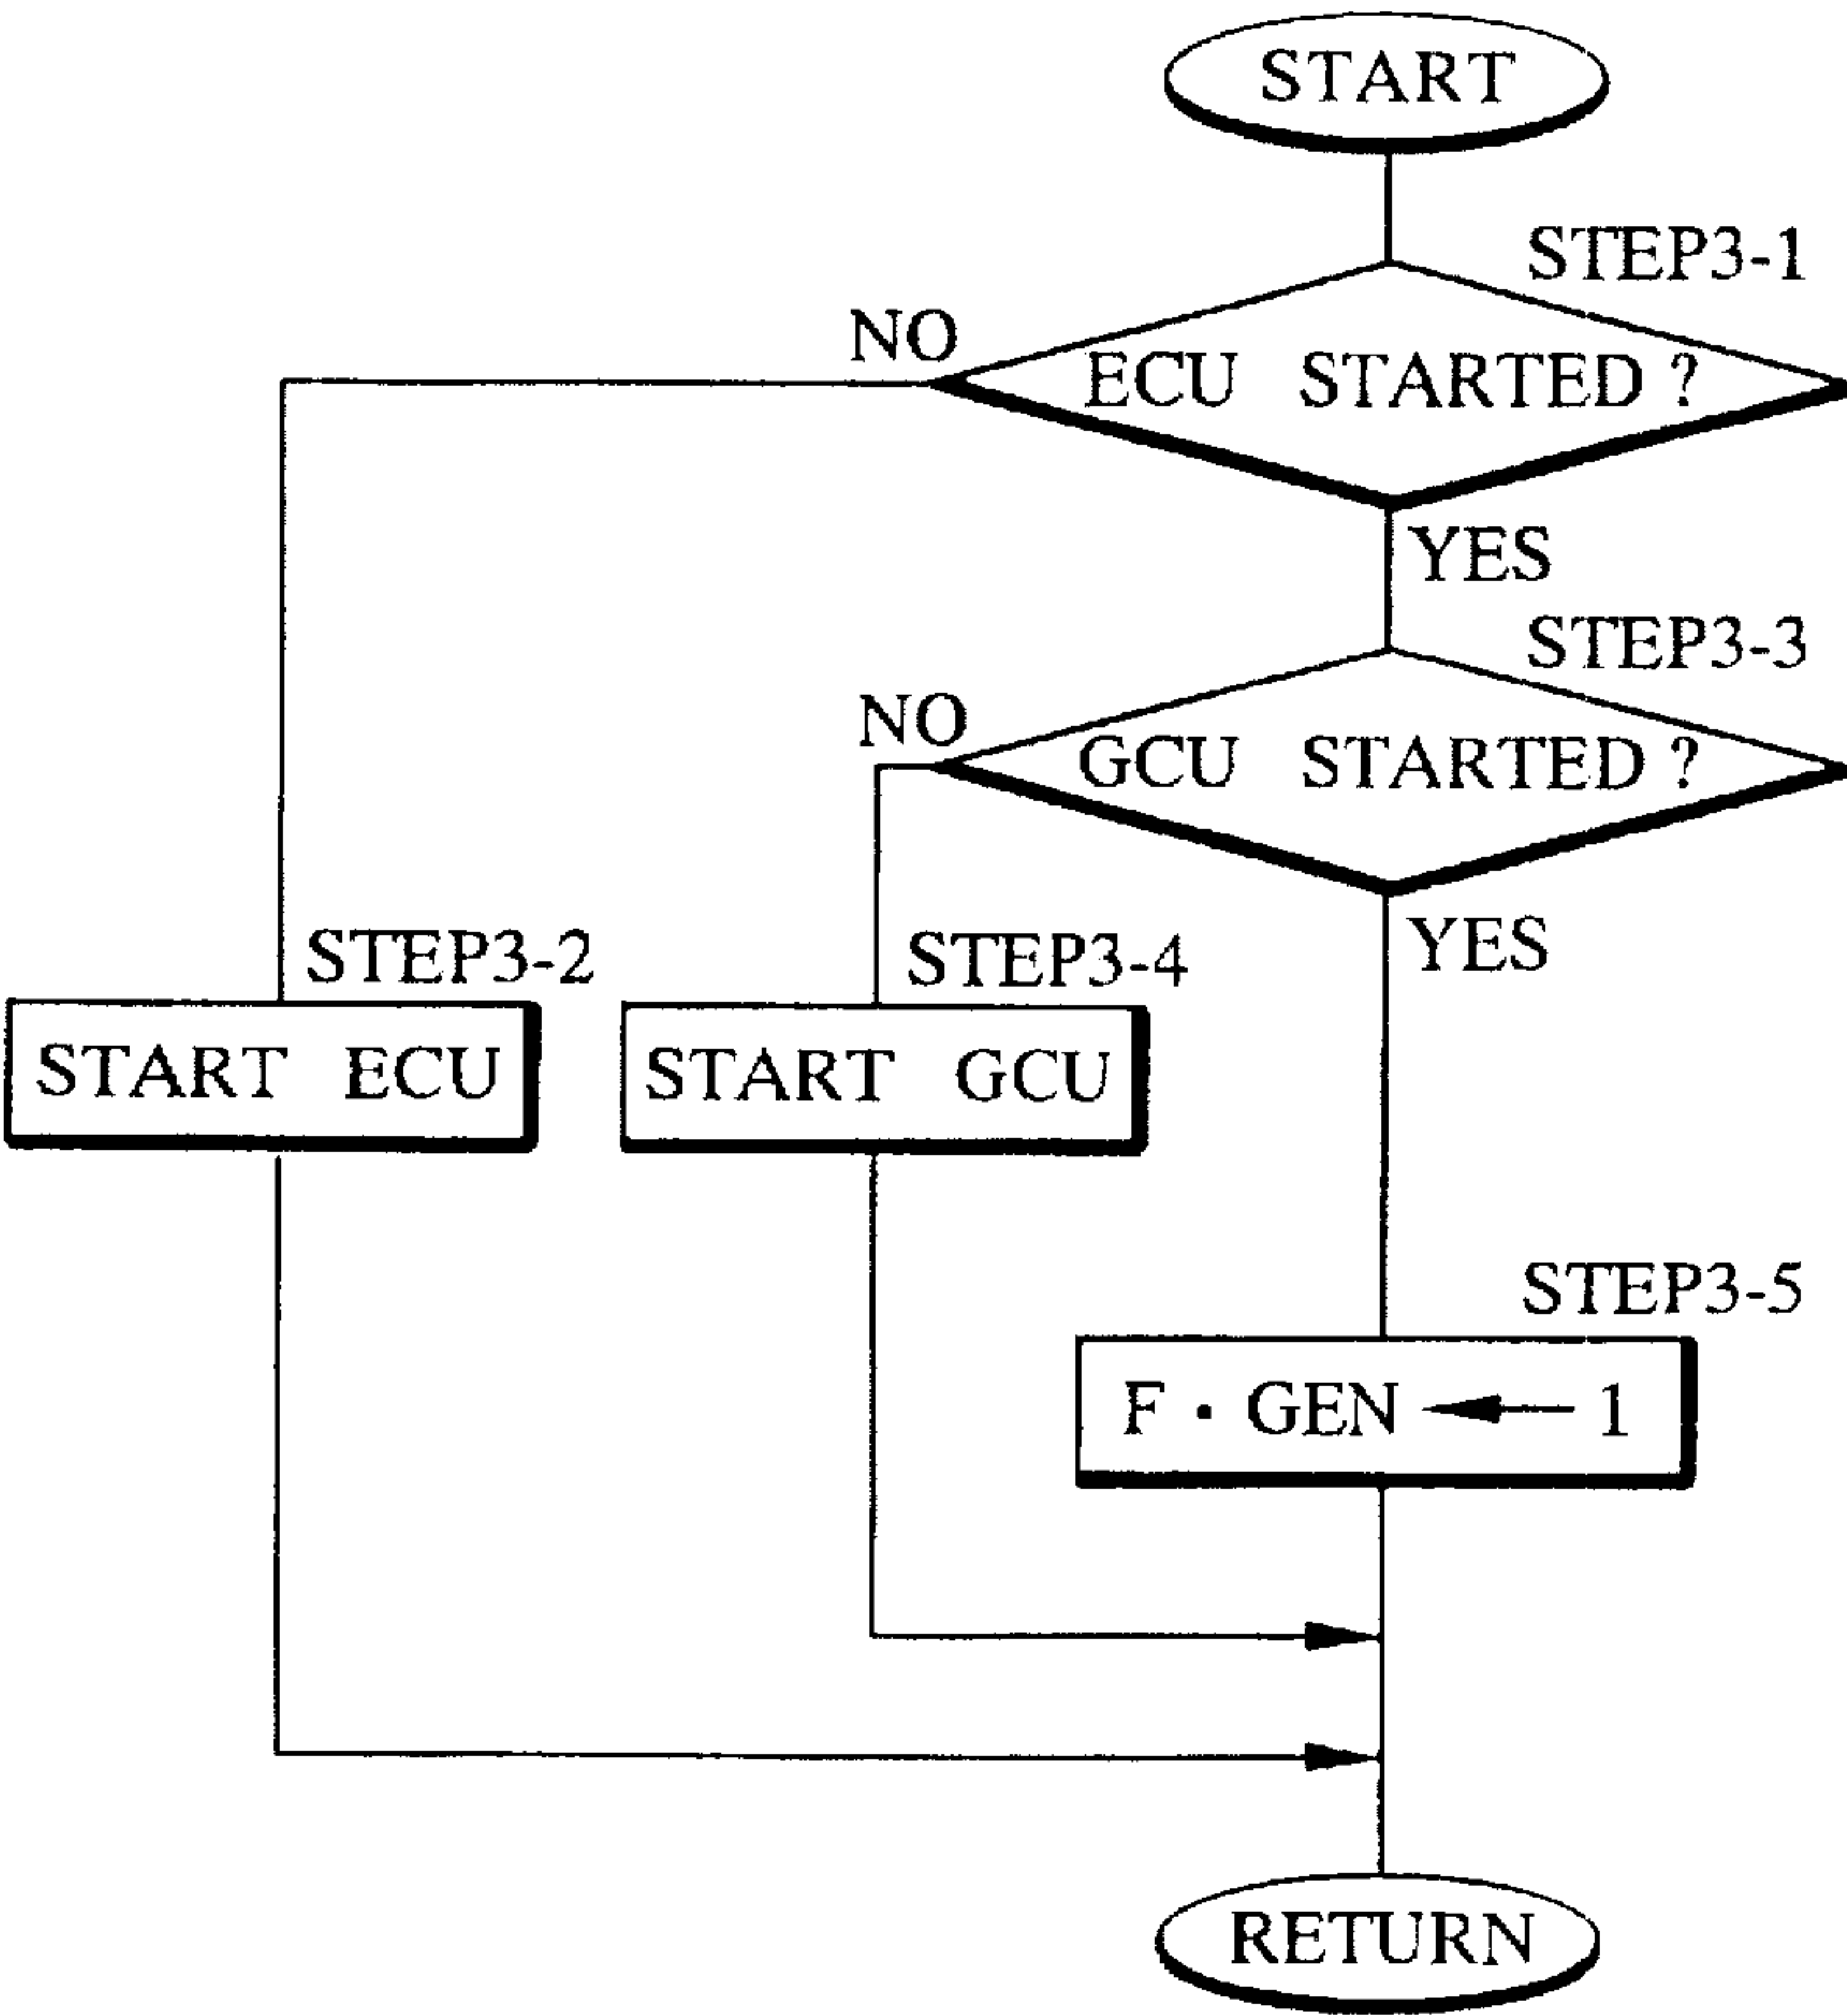 START
STEP3-1
NO
ECU STARTED ?
YES
STEP3-3
NO
GCU STARTED ?
YES
STEP3-2
STEP3-4
START ECU
START GCU
STEP3-5
F · GEN ← 1
RETURN